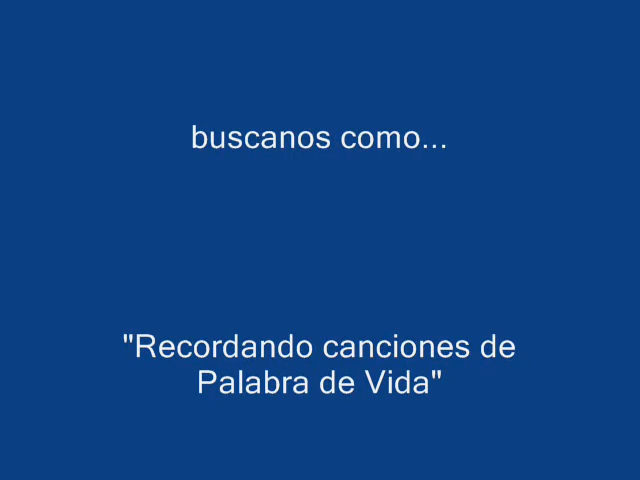 buscanos como...
"Recordando canciones de
Palabra de Vida"